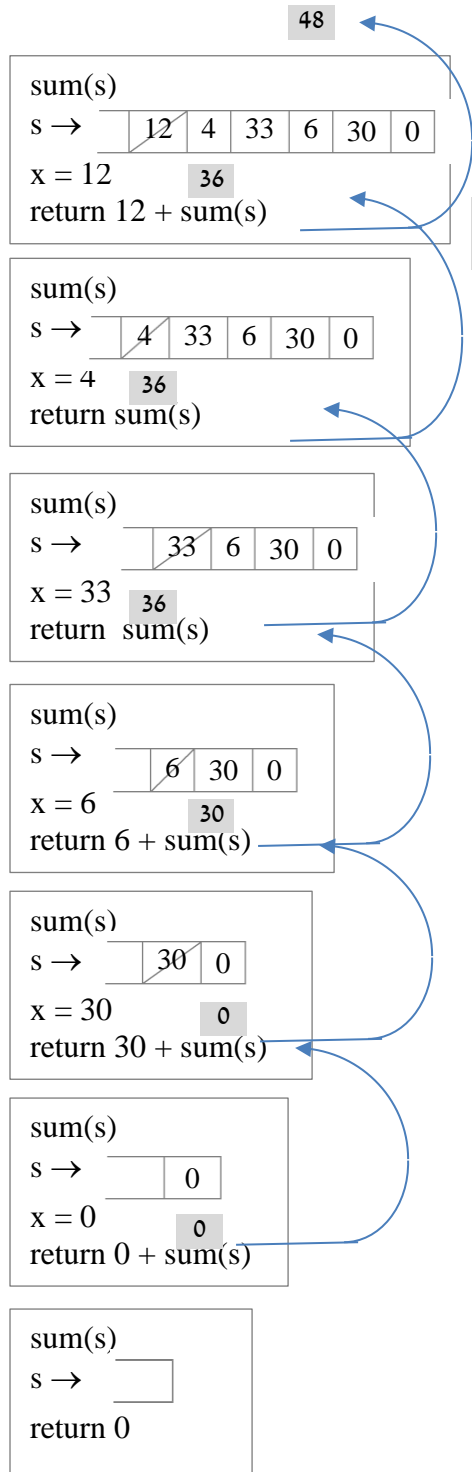 48
sum(s)
s → 12 4 33 6 30 0
x = 12 36
return 12 + sum(s)
sum(s)
s → 4 33 6 30 0
x = 4 36
return sum(s)
sum(s)
s → 33 6 30 0
x = 33 36
return sum(s)
sum(s)
s → 6 30 0
x = 6 30
return 6 + sum(s)
sum(s)
s → 30 0
x = 30 0
return 30 + sum(s)
sum(s)
s → 0
x = 0 0
return 0 + sum(s)
sum(s)
s →
return 0